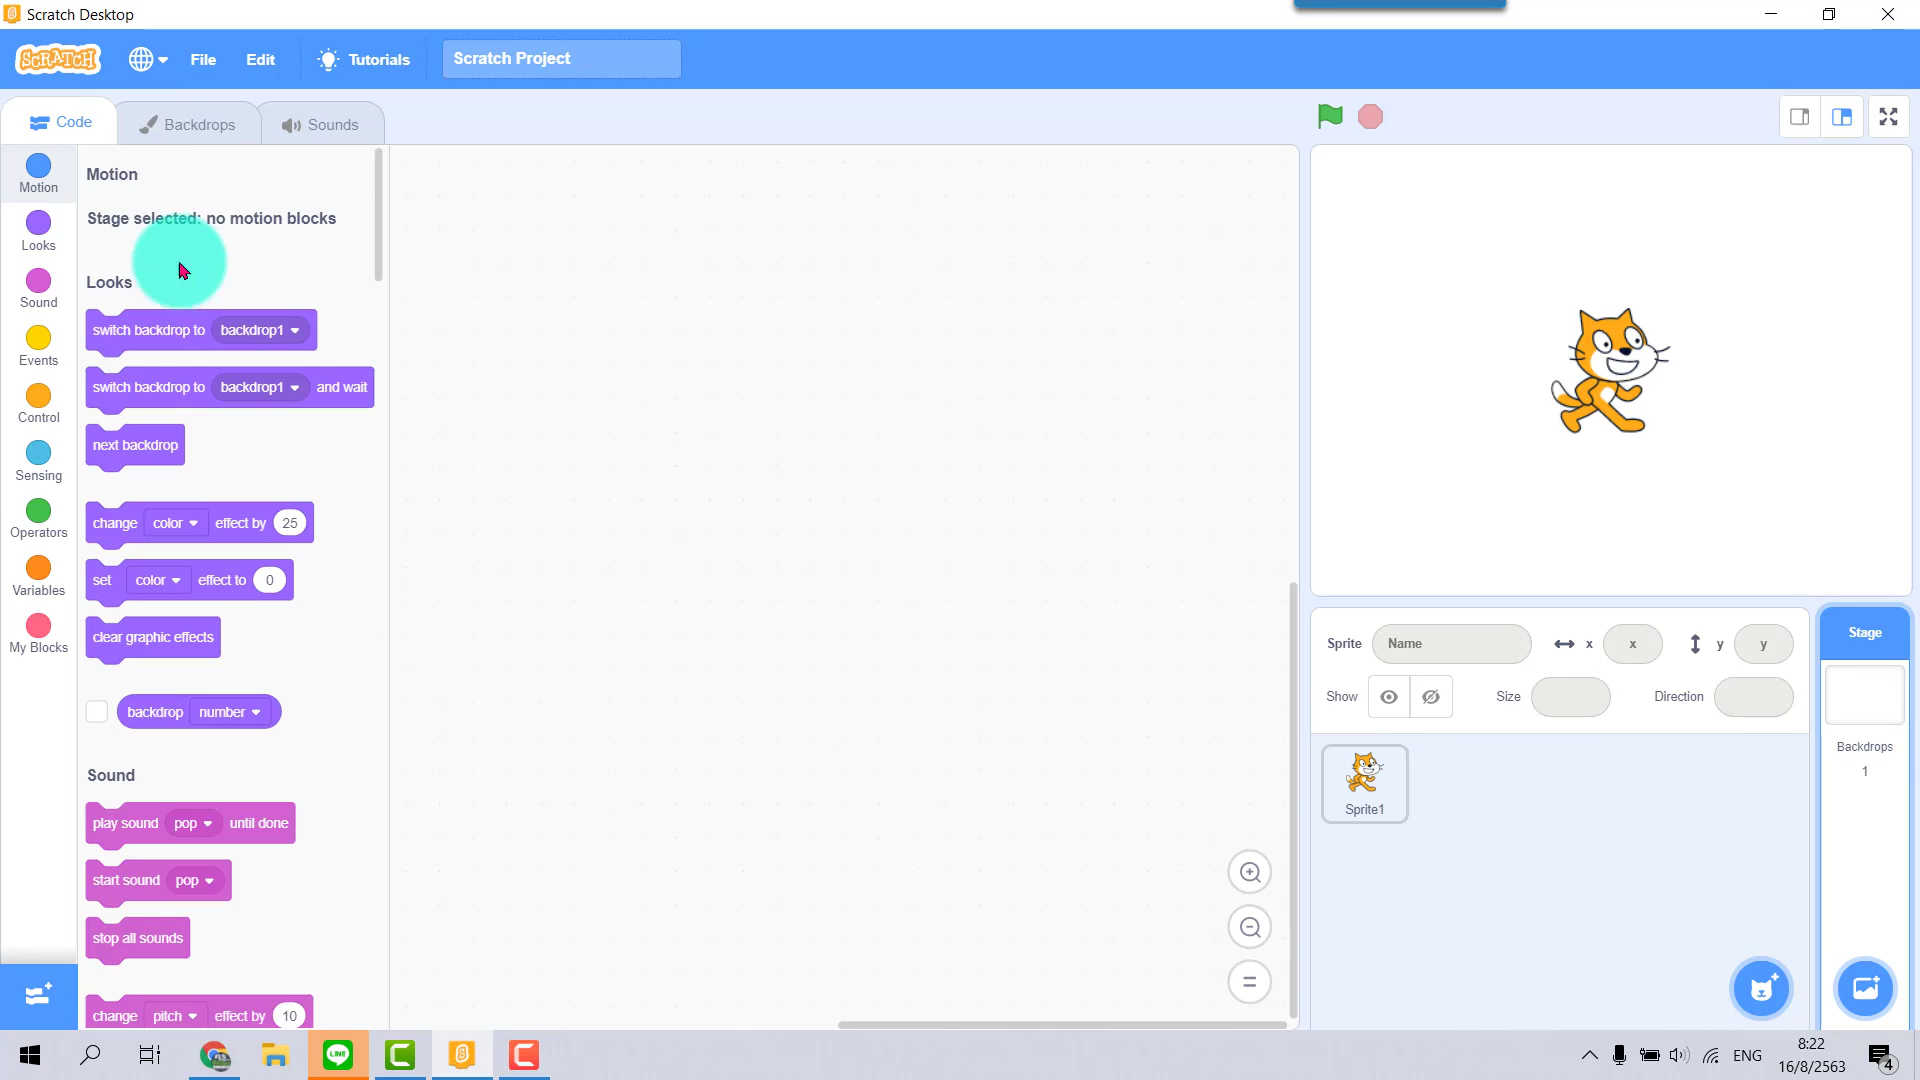 Scratch Desktop
SCRATCH
File
Edit
Tutorials
Scratch Project
Code
Backdrops
Sounds
Motion
Looks
Sound
Events
Control
Sensing
Operators
Variables
My Blocks
Motion
Stage selected: no motion blocks
Looks
switch backdrop to backdrop1
switch backdrop to backdrop1 and wait
next backdrop
change color effect by 25
set color effect to 0
clear graphic effects
backdrop number
Sound
play sound pop until done
start sound pop
stop all sounds
change pitch effect by 10
Sprite Name x x y y
Show Size Direction
Sprite1
Stage
Backdrops
1
LINE
ENG
8:22
16/8/2563
4